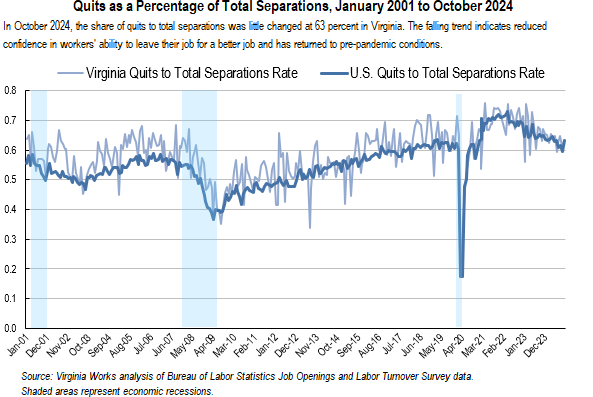 Quits as a Percentage of Total Separations, January 2001 to October 2024
In October 2024, the share of quits to total separations was little changed at 63 percent in Virginia. The falling trend indicates reduced
confidence in workers' ability to leave their job for a better job and has returned to pre-pandemic conditions.
Virginia Quits to Total Separations Rate
U.S. Quits to Total Separations Rate
0.8
0.7
0.6
0.5
0.4
0.3
0.2
0.1
0.0
Jan-01
Dec-01
Nov-02
Oct-03
Sep-04
Aug-05
Jul-06
Jun-07
May-08
Apr-09
Mar-10
Feb-11
Jan-12
Dec-12
Nov-13
Oct-14
Sep-15
Aug-16
Jul-17
Jun-18
May-19
Apr-20
Mar-21
Feb-22
Jan-23
Dec-23
Source: Virginia Works analysis of Bureau of Labor Statistics Job Openings and Labor Turnover Survey data.
Shaded areas represent economic recessions.